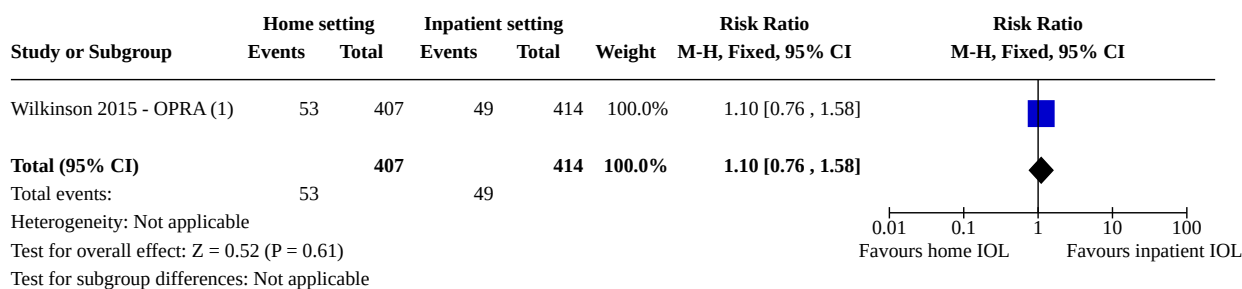 Home setting Inpatient setting Risk Ratio Risk Ratio
Study or Subgroup Events Total Events Total Weight M-H, Fixed, 95% CI M-H, Fixed, 95% CI
Wilkinson 2015 - OPRA (1) 53 407 49 414 100.0% 1.10 [0.76 , 1.58]
Total (95% CI) 407 414 100.0% 1.10 [0.76 , 1.58]
Total events: 53 49
Heterogeneity: Not applicable
0.01 0.1 1 10 100
Test for overall effect: Z = 0.52 (P = 0.61) Favours home IOL Favours inpatient IOL
Test for subgroup differences: Not applicable